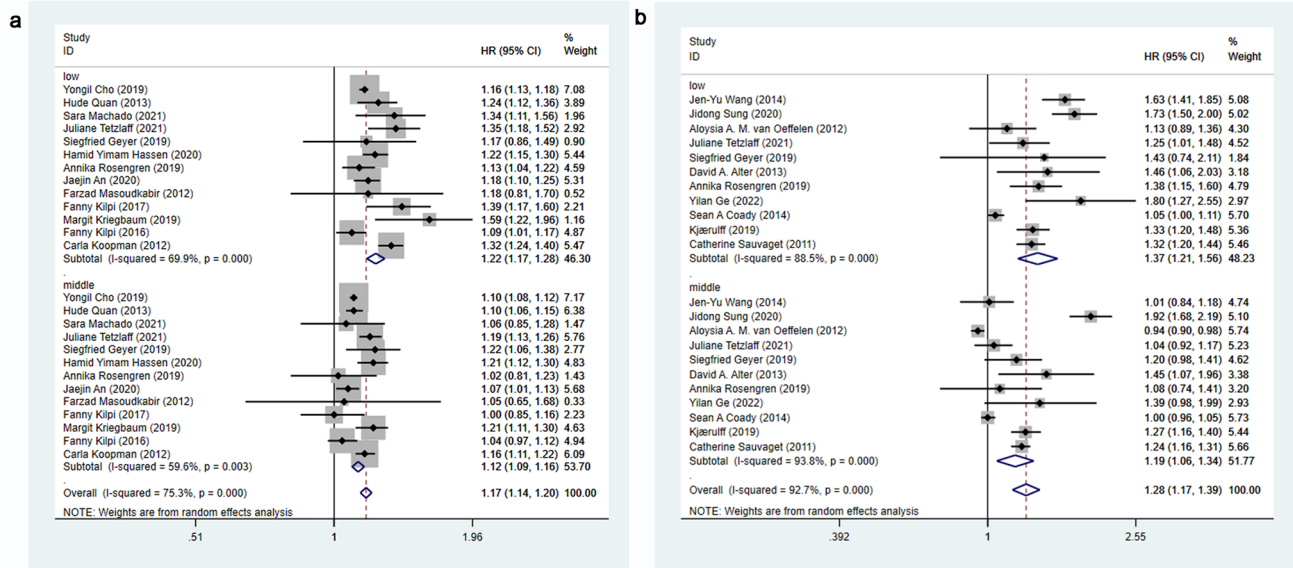 a
Study %
ID HR (95% CI) Weight
low
Yongil Cho (2019) 1.16 (1.13, 1.18) 7.08
Hude Quan (2013) 1.24 (1.12, 1.36) 3.89
Sara Machado (2021) 1.34 (1.11, 1.56) 1.96
Juliane Tetzlaff (2021) 1.35 (1.18, 1.52) 2.92
Siegfried Geyer (2019) 1.17 (0.86, 1.49) 0.90
Hamid Yimam Hassen (2020) 1.22 (1.15, 1.30) 5.44
Annika Rosengren (2019) 1.13 (1.04, 1.22) 4.59
Jaejin An (2020) 1.18 (1.10, 1.25) 5.31
Farzad Masoudkabir (2012) 1.18 (0.81, 1.70) 0.52
Fanny Kilpi (2017) 1.39 (1.17, 1.60) 2.21
Margit Kriegbaum (2019) 1.59 (1.22, 1.96) 1.16
Fanny Kilpi (2016) 1.09 (1.01, 1.17) 4.87
Carla Koopman (2012) 1.32 (1.24, 1.40) 5.47
Subtotal (I-squared = 69.9%, p = 0.000) 1.22 (1.17, 1.28) 46.30
.
middle
Yongil Cho (2019) 1.10 (1.08, 1.12) 7.17
Hude Quan (2013) 1.10 (1.06, 1.15) 6.38
Sara Machado (2021) 1.06 (0.85, 1.28) 1.47
Juliane Tetzlaff (2021) 1.19 (1.13, 1.26) 5.76
Siegfried Geyer (2019) 1.22 (1.06, 1.38) 2.77
Hamid Yimam Hassen (2020) 1.21 (1.12, 1.30) 4.83
Annika Rosengren (2019) 1.02 (0.81, 1.23) 1.43
Jaejin An (2020) 1.07 (1.01, 1.13) 5.68
Farzad Masoudkabir (2012) 1.05 (0.65, 1.68) 0.33
Fanny Kilpi (2017) 1.00 (0.85, 1.16) 2.23
Margit Kriegbaum (2019) 1.21 (1.11, 1.30) 4.63
Fanny Kilpi (2016) 1.04 (0.97, 1.12) 4.94
Carla Koopman (2012) 1.16 (1.11, 1.22) 6.09
Subtotal (I-squared = 59.6%, p = 0.003) 1.12 (1.09, 1.16) 53.70
.
Overall (I-squared = 75.3%, p = 0.000) 1.17 (1.14, 1.20) 100.00
NOTE: Weights are from random effects analysis
.51 1 1.96
b
Study %
ID HR (95% CI) Weight
low
Jen-Yu Wang (2014) 1.63 (1.41, 1.85) 5.08
Jidong Sung (2020) 1.73 (1.50, 2.00) 5.02
Aloysia A. M. van Oeffelen (2012) 1.13 (0.89, 1.36) 4.30
Juliane Tetzlaff (2021) 1.25 (1.01, 1.48) 4.52
Siegfried Geyer (2019) 1.43 (0.74, 2.11) 1.84
David A. Alter (2013) 1.46 (1.06, 2.03) 3.18
Annika Rosengren (2019) 1.38 (1.15, 1.60) 4.79
Yilan Ge (2022) 1.80 (1.27, 2.55) 2.97
Sean A Coady (2014) 1.05 (1.00, 1.11) 5.70
Kjærulff (2019) 1.33 (1.20, 1.48) 5.36
Catherine Sauvaget (2011) 1.32 (1.20, 1.44) 5.46
Subtotal (I-squared = 88.5%, p = 0.000) 1.37 (1.21, 1.56) 48.23
.
middle
Jen-Yu Wang (2014) 1.01 (0.84, 1.18) 4.74
Jidong Sung (2020) 1.92 (1.68, 2.19) 5.10
Aloysia A. M. van Oeffelen (2012) 0.94 (0.90, 0.98) 5.74
Juliane Tetzlaff (2021) 1.04 (0.92, 1.17) 5.23
Siegfried Geyer (2019) 1.20 (0.98, 1.41) 4.62
David A. Alter (2013) 1.45 (1.07, 1.96) 3.38
Annika Rosengren (2019) 1.08 (0.74, 1.41) 3.20
Yilan Ge (2022) 1.39 (0.98, 1.99) 2.93
Sean A Coady (2014) 1.00 (0.96, 1.05) 5.73
Kjærulff (2019) 1.27 (1.16, 1.40) 5.44
Catherine Sauvaget (2011) 1.24 (1.16, 1.31) 5.66
Subtotal (I-squared = 93.8%, p = 0.000) 1.19 (1.06, 1.34) 51.77
.
Overall (I-squared = 92.7%, p = 0.000) 1.28 (1.17, 1.39) 100.00
NOTE: Weights are from random effects analysis
.392 1 2.55